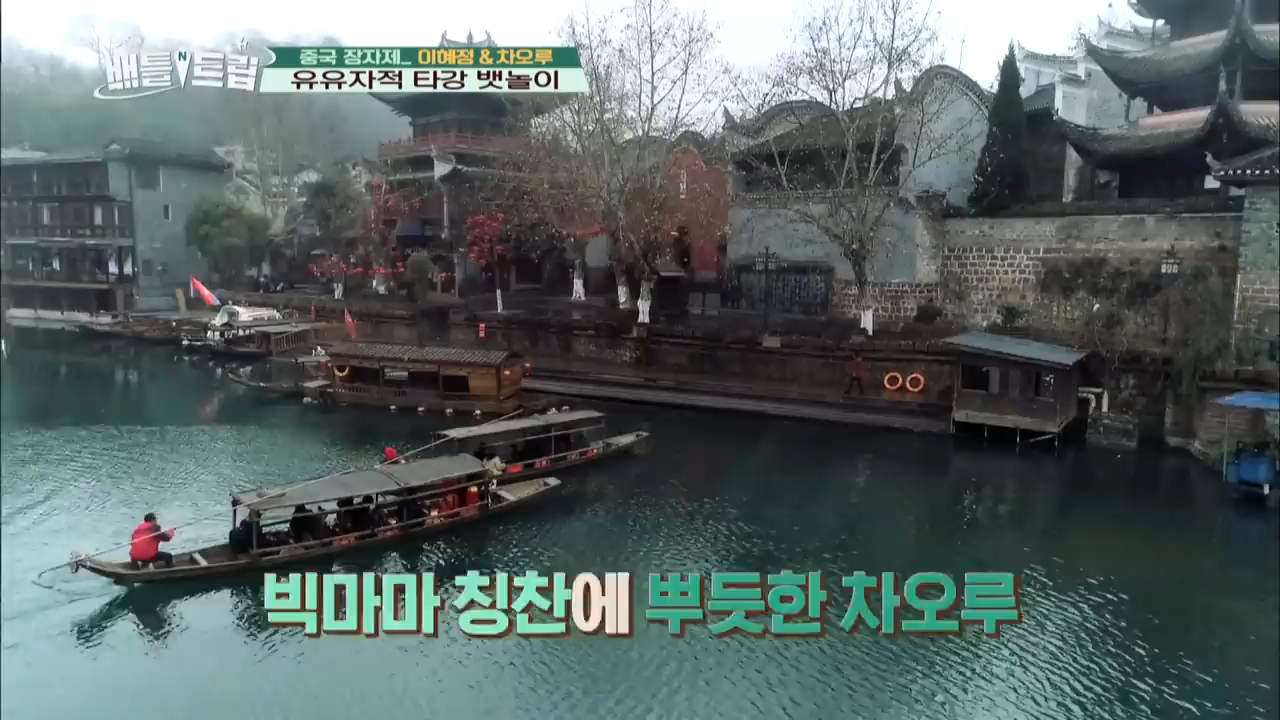 배틀 N 트립
중국 장자제_ 이혜정 & 차오루
유유자적 타강 뱃놀이
빅마마 칭찬에 뿌듯한 차오루